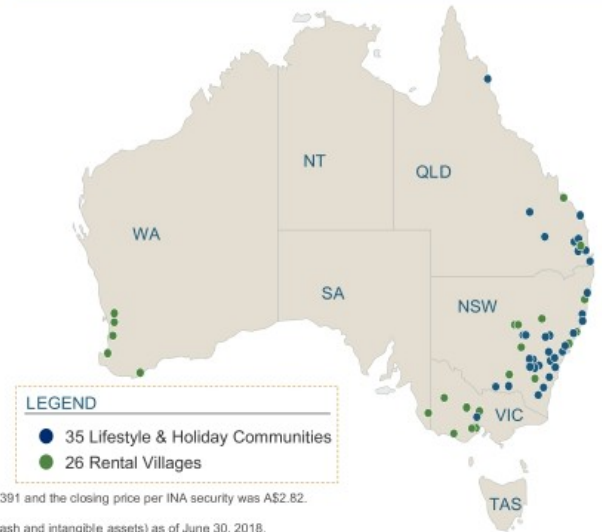 NT
QLD
WA
SA
NSW
LEGEND
35 Lifestyle & Holiday Communities
26 Rental Villages
VIC
391 and the closing price per INA security was A$2.82.
TAS
ash and intangible assets) as of June 30, 2018.